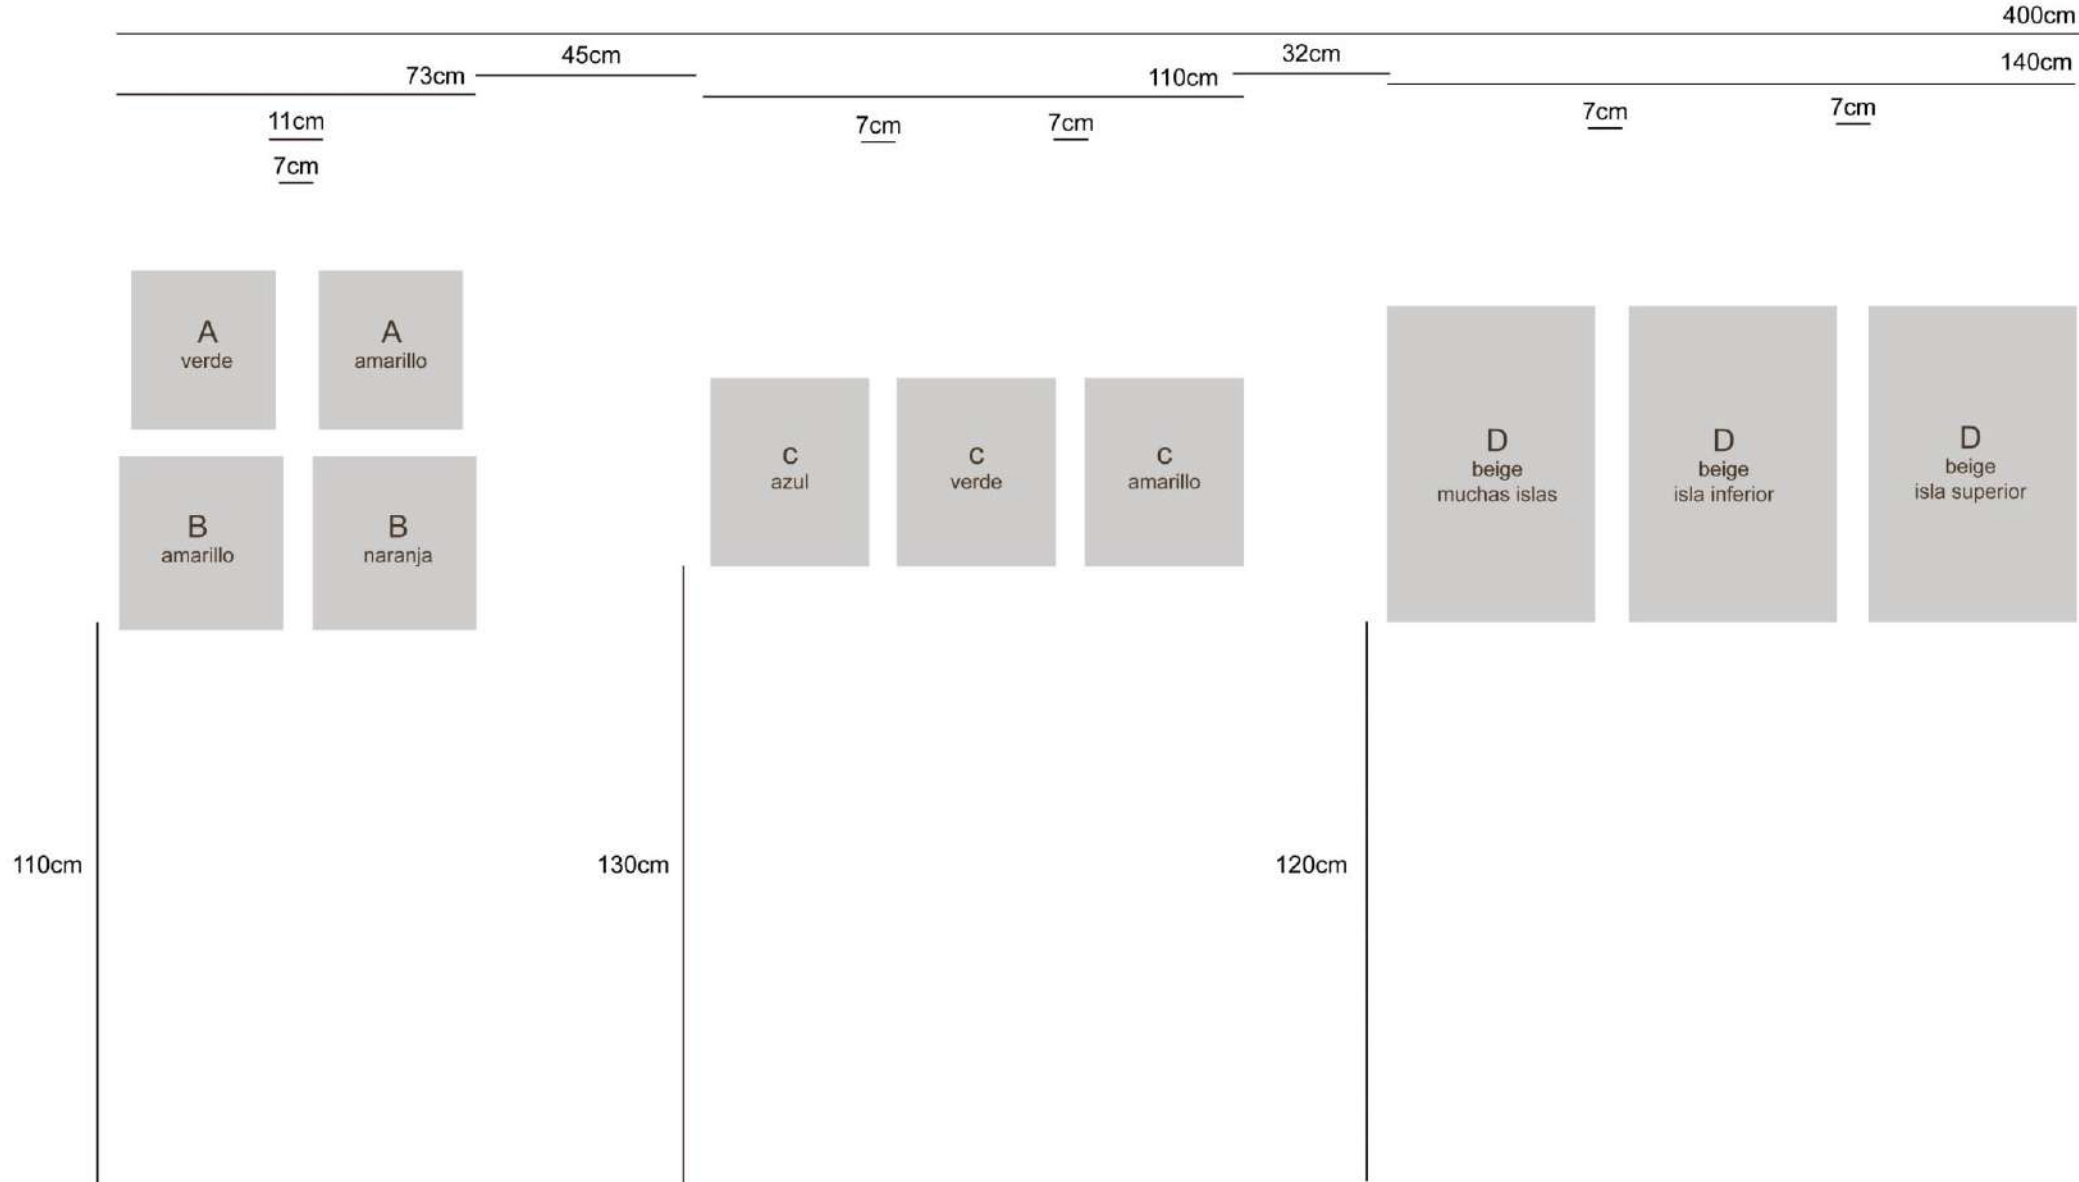 400cm
45cm
32cm
140cm
73cm
110cm
11cm
7cm
7cm
7cm
7cm
7cm
A
verde
A
amarillo
B
amarillo
B
naranja
C
azul
C
verde
C
amarillo
D
beige
muchas islas
D
beige
isla inferior
D
beige
isla superior
110cm
130cm
120cm